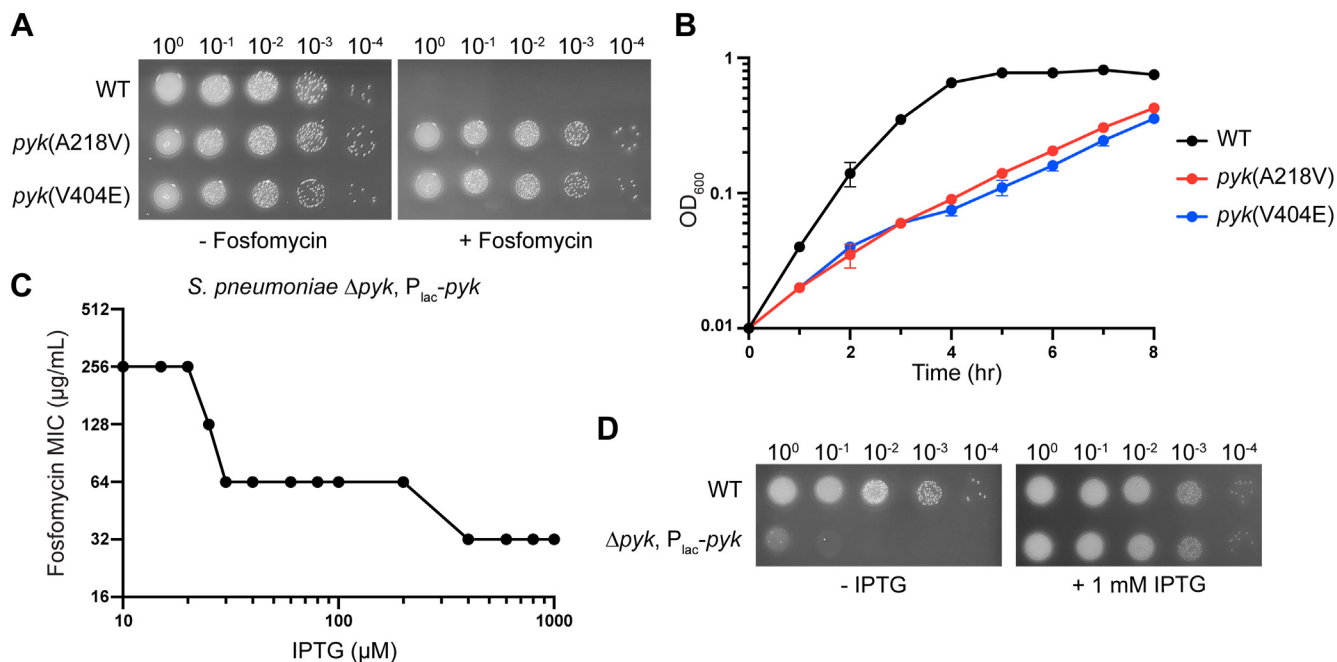 A
10⁰ 10⁻¹ 10⁻² 10⁻³ 10⁻⁴ 10⁰ 10⁻¹ 10⁻² 10⁻³ 10⁻⁴
WT
pyk(A218V)
pyk(V404E)
- Fosfomycin + Fosfomycin
B
1
0.1
0.01
OD₆₀₀
0 2 4 6 8
Time (hr)
WT
pyk(A218V)
pyk(V404E)
C
S. pneumoniae Δpyk, Plac-pyk
Fosfomycin MIC (µg/mL)
512
256
128
64
32
16
10 100 1000
IPTG (µM)
D
10⁰ 10⁻¹ 10⁻² 10⁻³ 10⁻⁴ 10⁰ 10⁻¹ 10⁻² 10⁻³ 10⁻⁴
WT
Δpyk, Plac-pyk
- IPTG + 1 mM IPTG